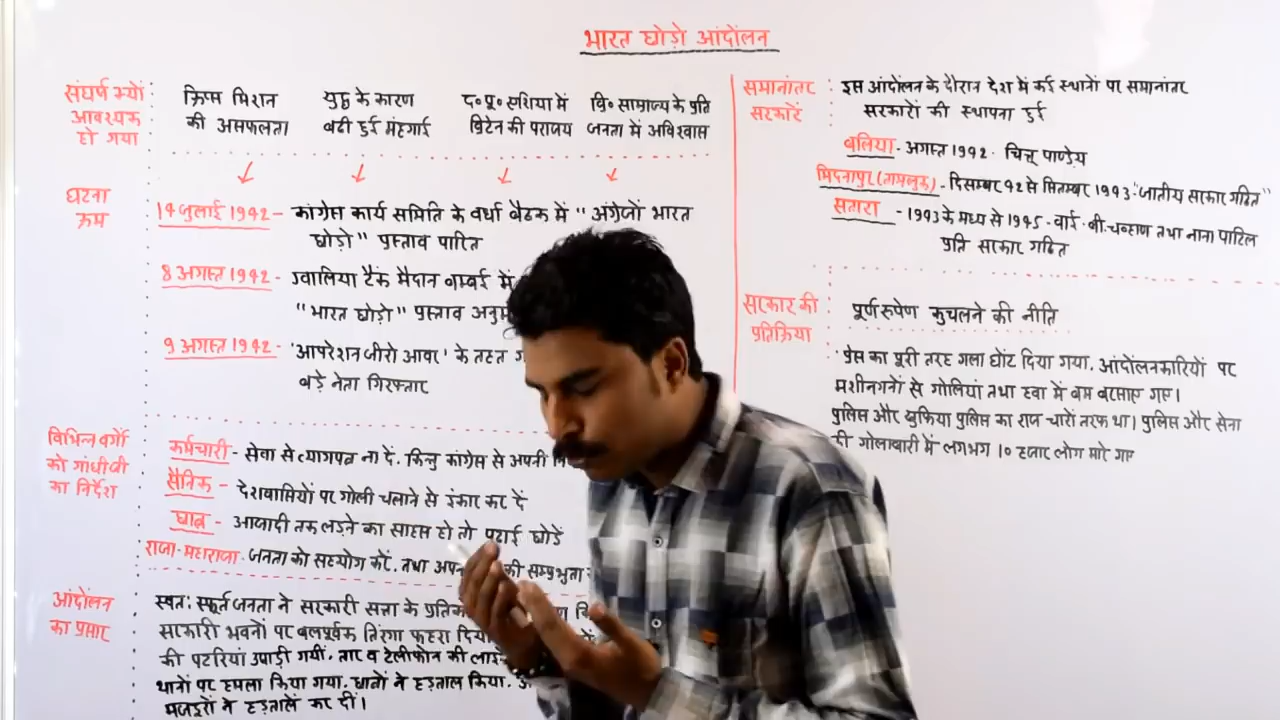 भारत छोड़ो आंदोलन
संघर्ष क्यों
आवश्यक
हो गया
क्रिप्स मिशन
की असफलता
युद्ध के कारण
बढ़ी हुई मंहगाई
द॰पू॰ एशिया में
ब्रिटेन की पराजय
ब्रि॰ साम्राज्य के प्रति
जनता में अविश्वास
घटना
क्रम
14 जुलाई 1942 - कांग्रेस कार्य समिति के वर्धा बैठक में "अंग्रेजों भारत
छोड़ो" प्रस्ताव पारित
8 अगस्त 1942 - ग्वालिया टैंक मैदान बम्बई में
"भारत छोड़ो" प्रस्ताव
9 अगस्त 1942 - 'आपरेशन जीरो आवर' के तहत
बड़े नेता गिरफ्तार
विभिन्न वर्गों
को गांधीजी
का निर्देश
कर्मचारी - सेवा से त्यागपत्र ना दें, किन्तु कांग्रेस से अपनी
सैनिक - देशवासियों पर गोली चलाने से इंकार कर दें
छात्र - आजादी तक लड़ने का साहस हो तो पढ़ाई छोड़ें
राजा-महाराजा - जनता को सहयोग करें, तथा की सम्प्रभुता
आंदोलन
का प्रसार
स्वतः स्फूर्त जनता ने सरकारी सत्ता के
सरकारी भवनों पर बलपूर्वक तिरंगा फहरा
की पटरियां उखाड़ी गयीं, तार व टेलीफोन की
थानों पर हमला किया गया, छात्रों ने हड़ताल किया,
मजदूरों ने हड़तालें कर दीं।
समानांतर
सरकारें
इस आंदोलन के दौरान देश में कई स्थानों पर समानांतर
सरकारों की स्थापना हुई
बलिया - अगस्त 1942 - चित्तू पाण्डेय
मिदनापुर (तामलुक) - दिसम्बर 42 से सितम्बर 1943 "जातीय सरकार गठित"
सतारा - 1943 के मध्य से 1945 - वाई॰ बी॰ चव्हाण तथा नाना पाटिल
प्रति सरकार गठित
सरकार की
प्रतिक्रिया
पूर्णरुपेण कुचलने की नीति
'प्रेस का पूरी तरह गला घोंट दिया गया, आंदोलनकारियों पर
मशीनगनों से गोलियां तथा हवा में बम बरसाए गए।
पुलिस और खुफिया पुलिस का राज चारों तरफ था। पुलिस और सेना
की गोलाबारी में लगभग 10 हजार लोग मारे गए